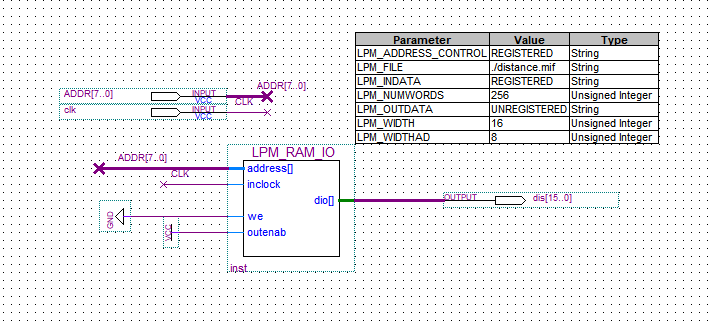 Parameter Value Type
LPM_ADDRESS_CONTROL REGISTERED String
LPM_FILE ./distance.mif String
LPM_INDATA REGISTERED String
LPM_NUMWORDS 256 Unsigned Integer
LPM_OUTDATA UNREGISTERED String
LPM_WIDTH 16 Unsigned Integer
LPM_WIDTHAD 8 Unsigned Integer
ADDR[7..0] INPUT VCC ADDR[7..0]
clk INPUT VCC CLK
LPM_RAM_IO
ADDR[7..0] address[]
CLK inclock
dio[] OUTPUT dis[15..0]
GND we
VCC outenab
inst